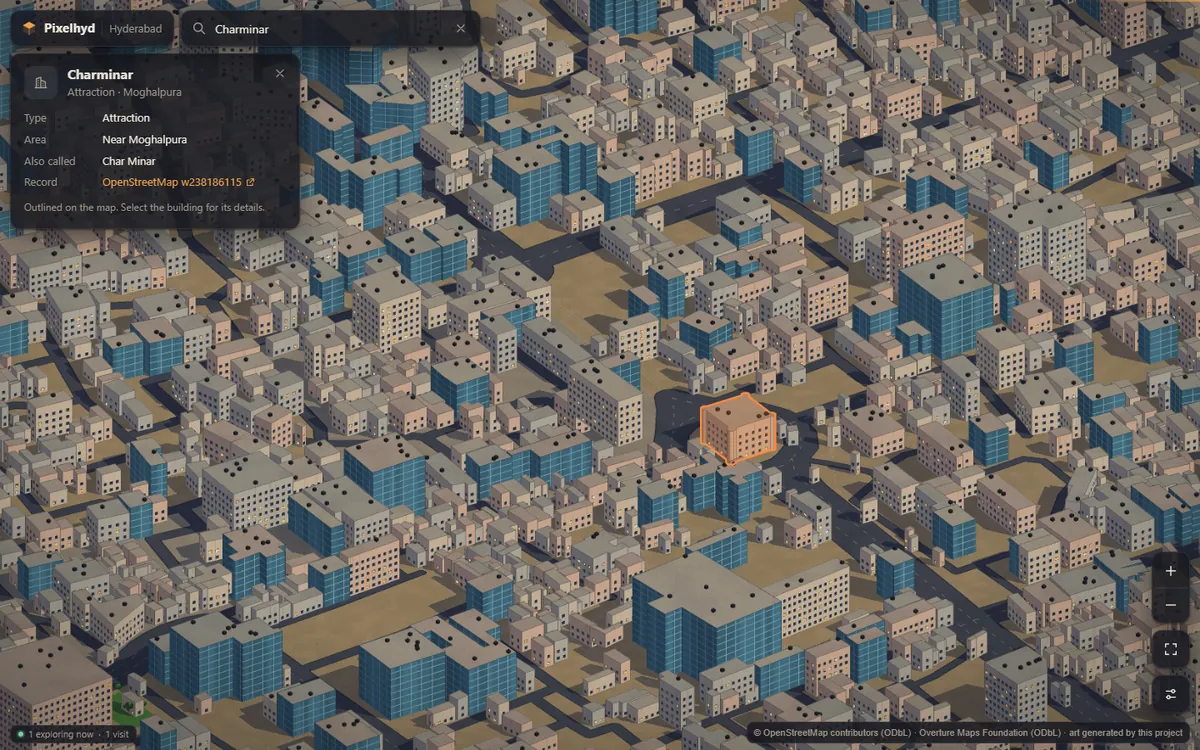 Pixelhyd Hyderabad
Charminar
Charminar
Attraction · Moghalpura
Type Attraction
Area Near Moghalpura
Also called Char Minar
Record OpenStreetMap w238186115
Outlined on the map. Select the building for its details.
1 exploring now · 1 visit
© OpenStreetMap contributors (ODbL) · Overture Maps Foundation (ODbL) · art generated by this project